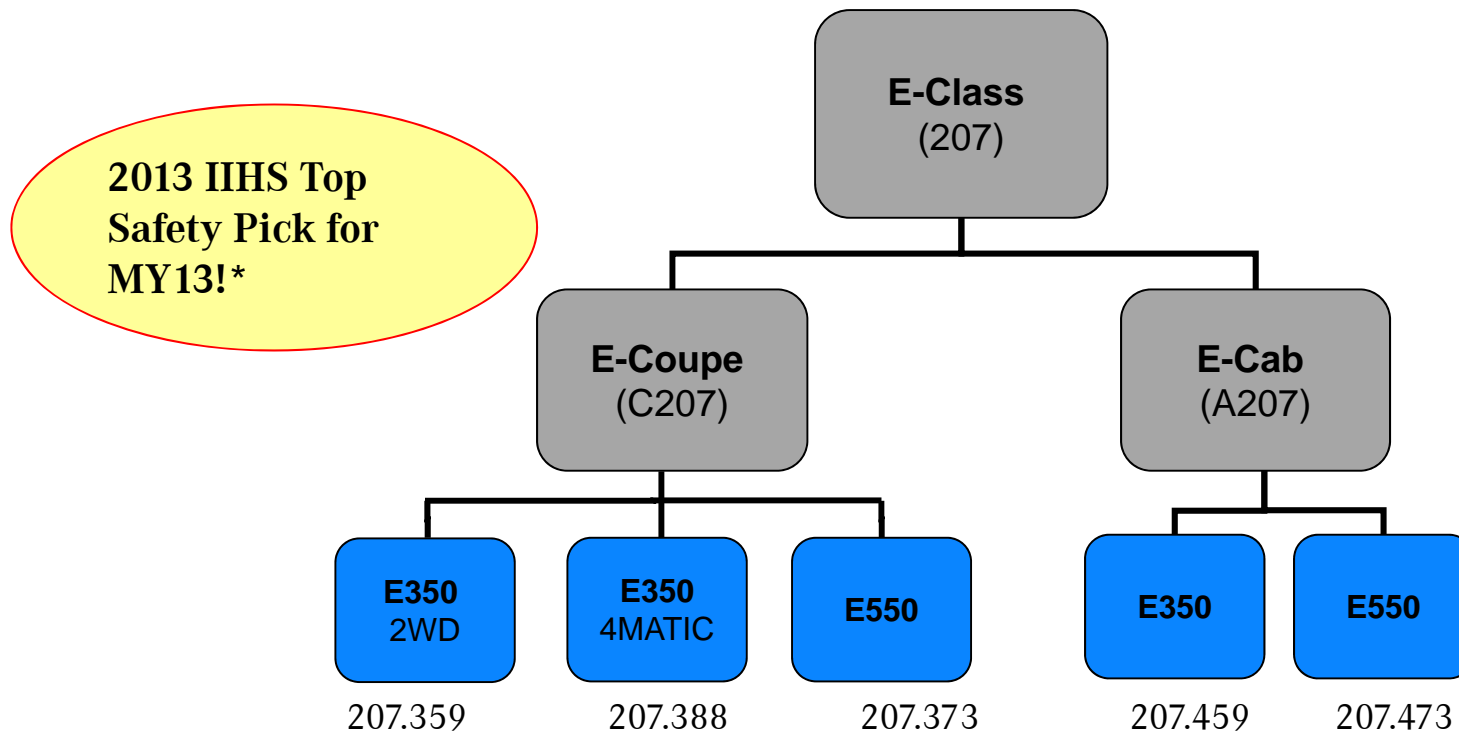 E-Class
(207)
2013 IIHS Top
Safety Pick for
MY13!*
E-Coupe
(C207)
E-Cab
(A207)
E350
2WD
E350
4MATIC
E550
E350
E550
207.359
207.388
207.373
207.459
207.473